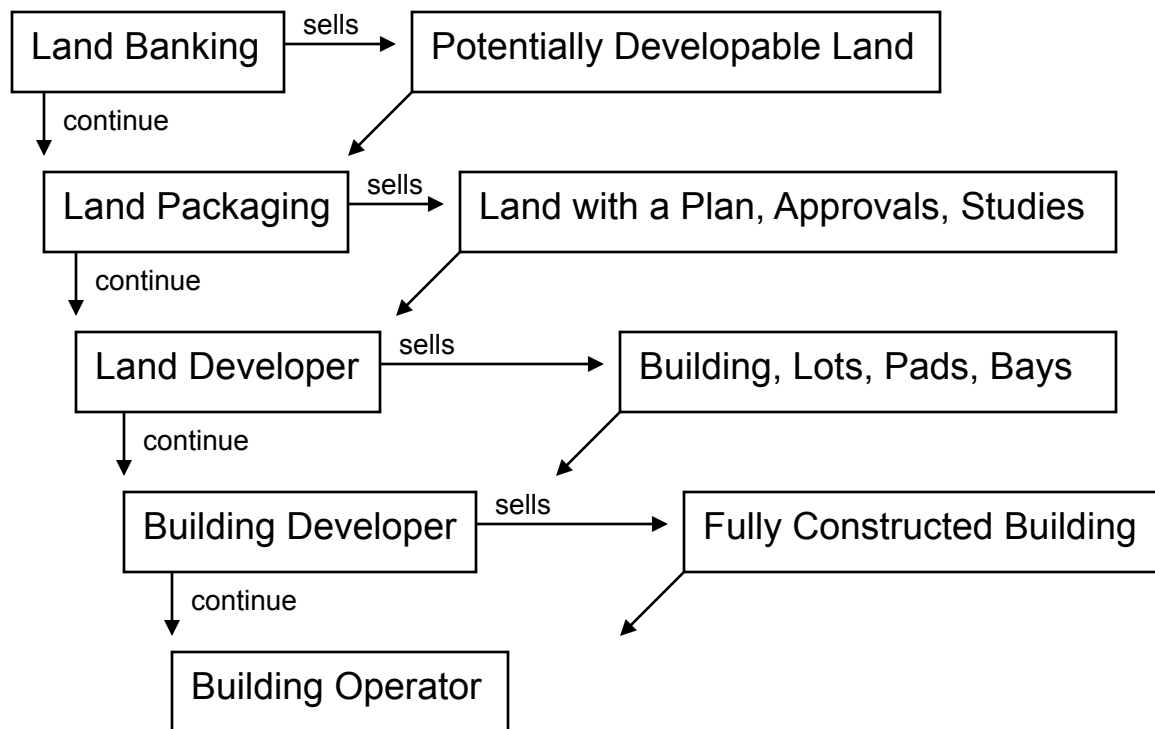 Land Banking
sells
Potentially Developable Land
continue
Land Packaging
sells
Land with a Plan, Approvals, Studies
continue
Land Developer
sells
Building, Lots, Pads, Bays
continue
Building Developer
sells
Fully Constructed Building
continue
Building Operator